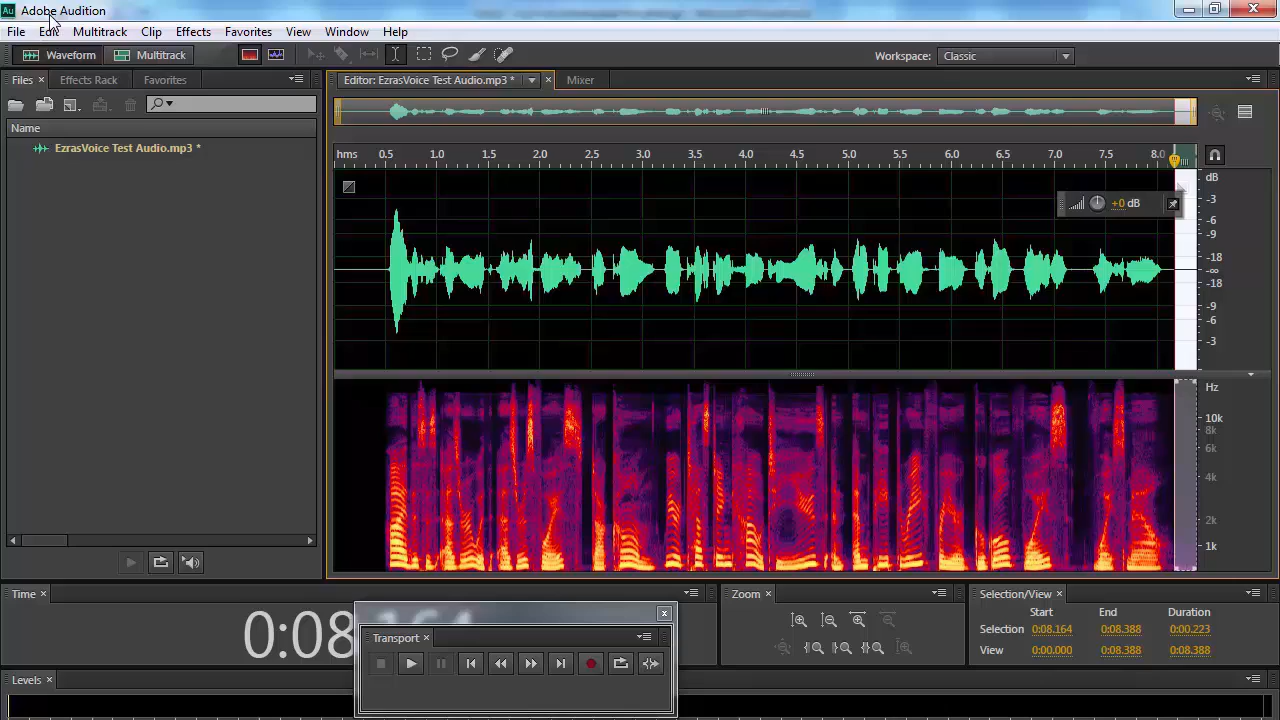 Au Adobe Audition
File Edit Multitrack Clip Effects Favorites View Window Help
Waveform Multitrack Workspace: Classic
Files Effects Rack Favorites Editor: EzrasVoice Test Audio.mp3 * Mixer
Name
EzrasVoice Test Audio.mp3 *
hms 0.5 1.0 1.5 2.0 2.5 3.0 3.5 4.0 4.5 5.0 5.5 6.0 6.5 7.0 7.5 8.0
dB
-3
+0 dB
-6
-9
-18
-∞
-18
-9
-6
-3
Hz
10k
8k
6k
4k
2k
1k
Time Zoom Selection/View
Start End Duration
Selection 0:08.164 0:08.388 0:00.223
View 0:00.000 0:08.388 0:08.388
0:08.164
Transport
Levels